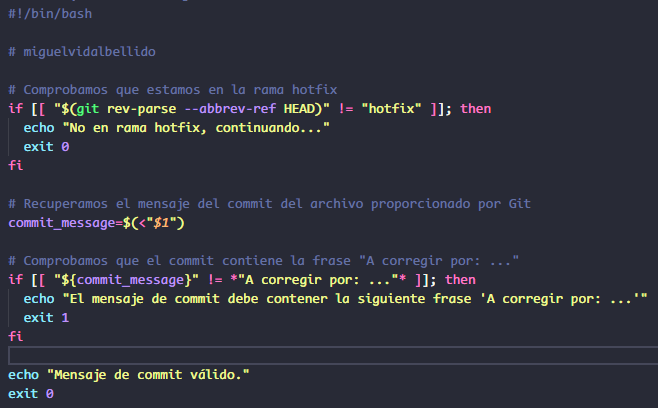 #!/bin/bash
# miguelvidalbellido
# Comprobamos que estamos en la rama hotfix
if [[ "$(git rev-parse --abbrev-ref HEAD)" != "hotfix" ]]; then
echo "No en rama hotfix, continuando..."
exit 0
fi
# Recuperamos el mensaje del commit del archivo proporcionado por Git
commit_message=$(<"$1")
# Comprobamos que el commit contiene la frase "A corregir por: ..."
if [[ "${commit_message}" != *"A corregir por: ..."* ]]; then
echo "El mensaje de commit debe contener la siguiente frase 'A corregir por: ...'"
exit 1
fi
echo "Mensaje de commit válido."
exit 0